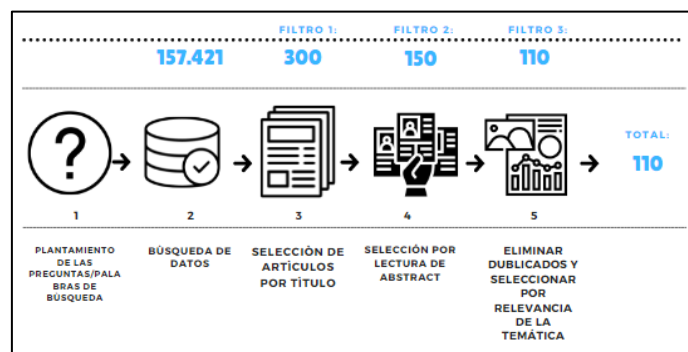 FILTRO 1: FILTRO 2: FILTRO 3:
157.421 300 150 110
?
TOTAL:
110
1 2 3 4 5
PLANTAMIENTO
DE LAS
PREGUNTAS/PALA
BRAS DE
BÚSQUEDA
BÚSQUEDA DE
DATOS
SELECCIÒN DE
ARTÌCULOS
POR TÌTULO
SELECCIÓN POR
LECTURA DE
ABSTRACT
ELIMINAR
DUBLICADOS Y
SELECCIONAR
POR
RELEVANCIA
DE LA
TEMÁTICA